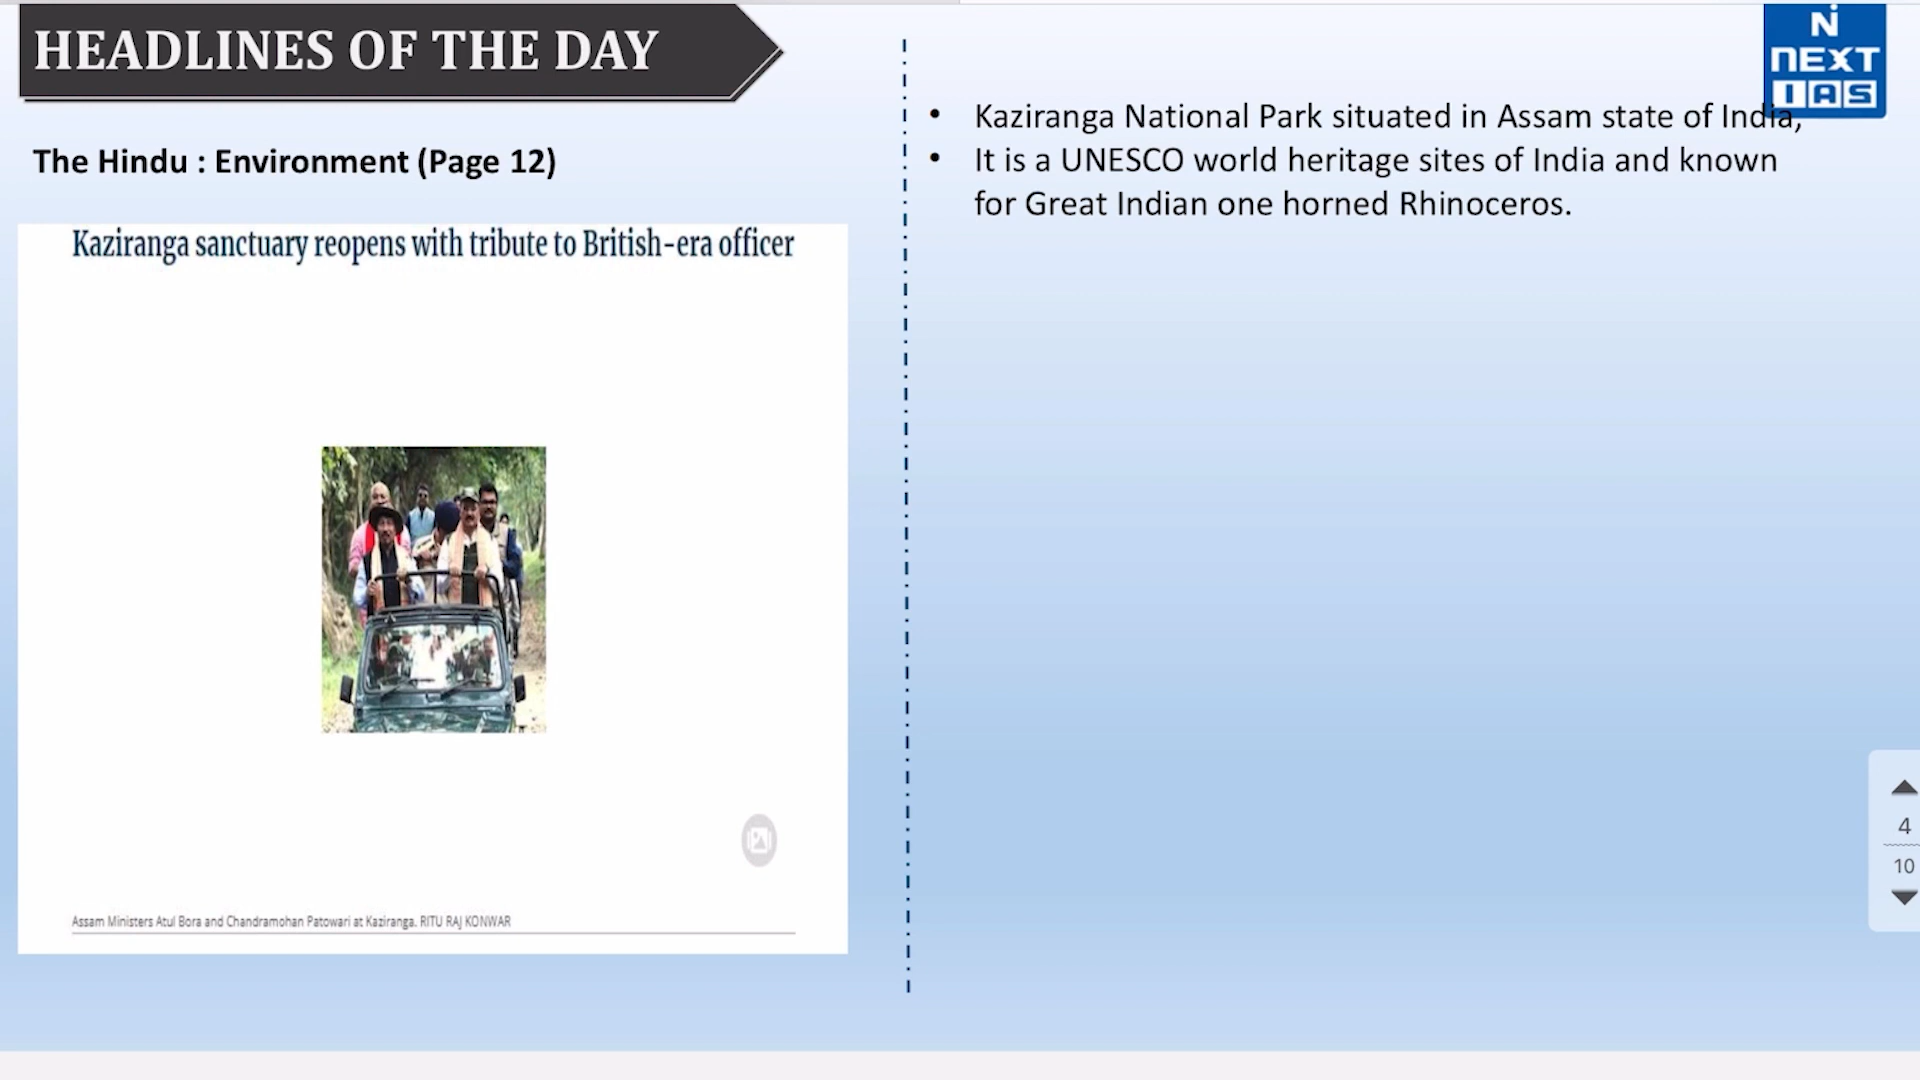 HEADLINES OF THE DAY
The Hindu : Environment (Page 12)
Kaziranga sanctuary reopens with tribute to British-era officer
Assam Ministers Atul Bora and Chandramohan Patowari at Kaziranga. RITU RAJ KONWAR
N
NEXT
IAS
• Kaziranga National Park situated in Assam state of India,
• It is a UNESCO world heritage sites of India and known
for Great Indian one horned Rhinoceros.
4
10